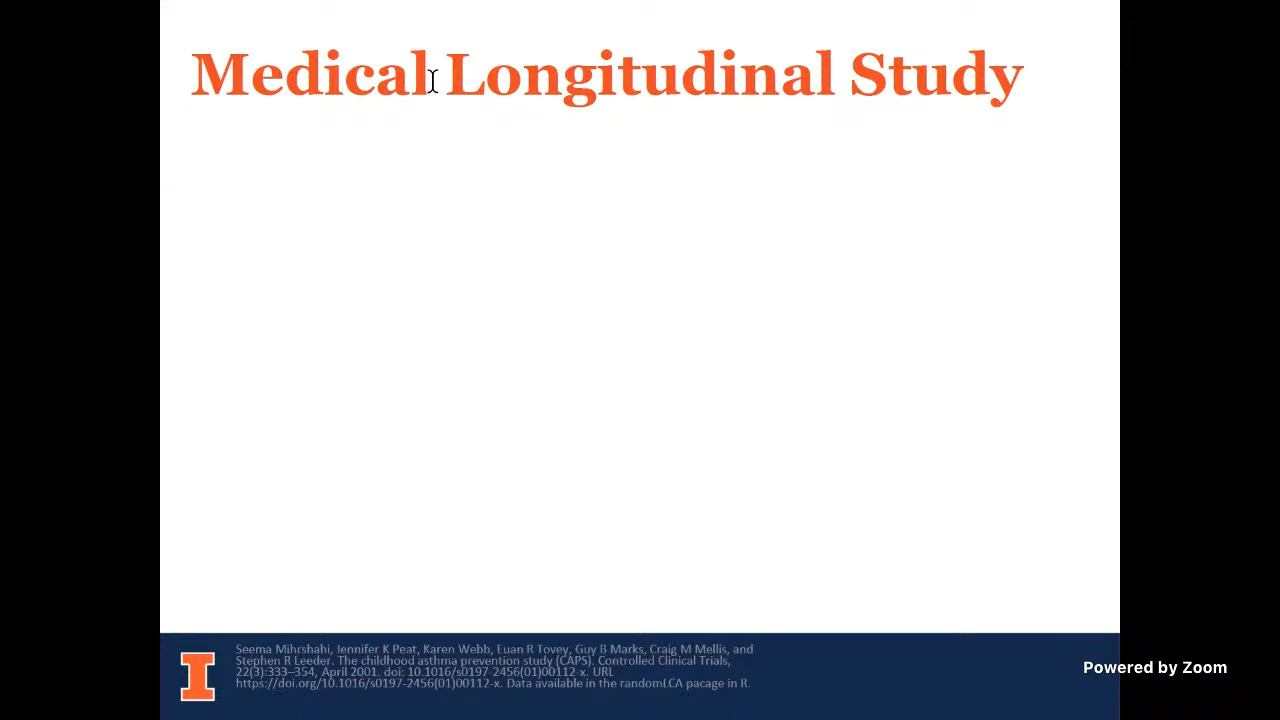 Medical Longitudinal Study
Seema Mihrshahi, Jennifer K Peat, Karen Webb, Euan R Tovey, Guy B Marks, Craig M Mellis, and
Stephen R Leeder. The childhood asthma prevention study (CAPS). Controlled Clinical Trials,
22(3):333–354, April 2001. doi: 10.1016/s0197-2456(01)00112-x. URL
https://doi.org/10.1016/s0197-2456(01)00112-x. Data available in the randomLCA pacage in R.
Powered by Zoom